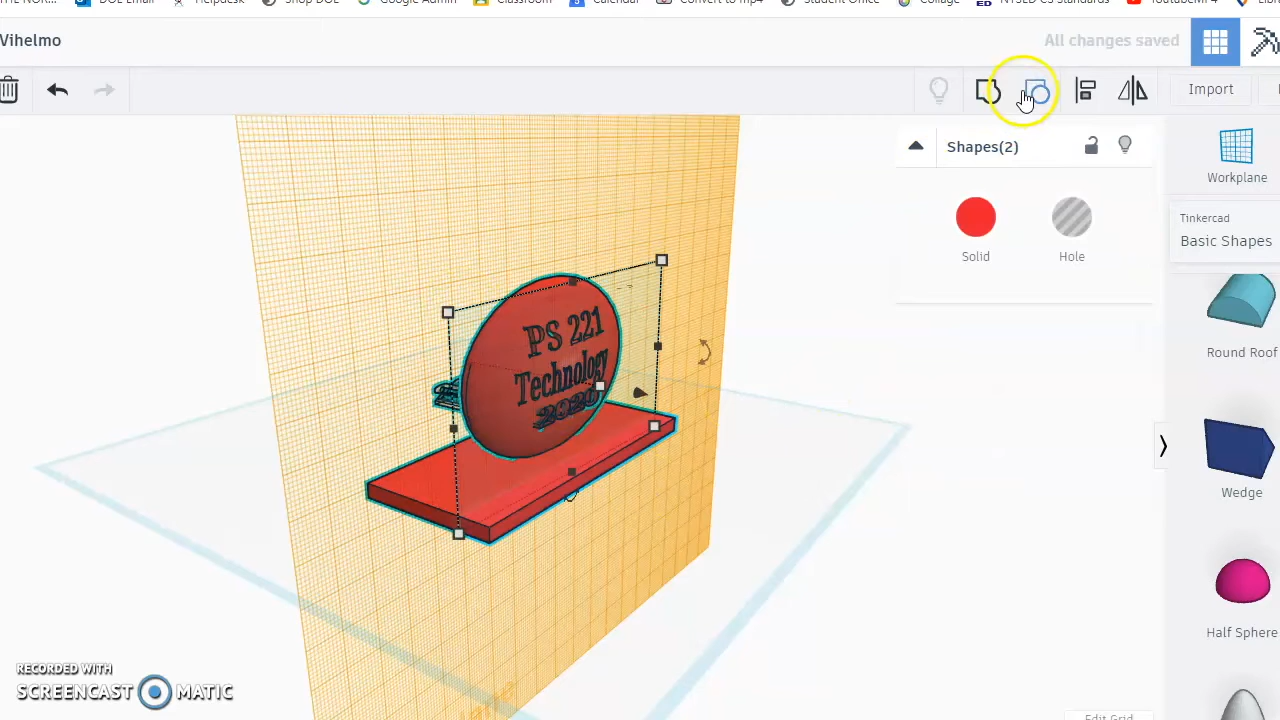 DOE Email
Helpdesk
Shop DOE
Google Admin
Classroom
Calendar
Convert to mp4
Student Office
Collage
NYSED CS Standards
YoutubeMP4
Vihelmo
All changes saved
Import
Shapes(2)
Workplane
Tinkercad
Basic Shapes
Solid
Hole
PS 221
Technology
2020
Round Roof
Wedge
Half Sphere
RECORDED WITH
SCREENCAST MATIC
Edit Grid